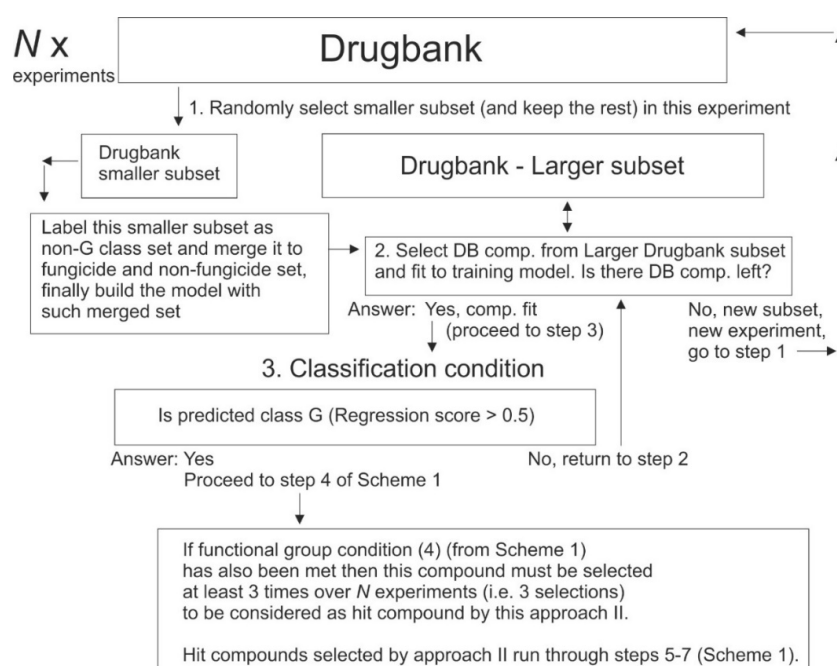 N x
experiments
Drugbank
1. Randomly select smaller subset (and keep the rest) in this experiment
Drugbank
smaller subset
Drugbank - Larger subset
Label this smaller subset as
non-G class set and merge it to
fungicide and non-fungicide set,
finally build the model with
such merged set
2. Select DB comp. from Larger Drugbank subset
and fit to training model. Is there DB comp. left?
Answer: Yes, comp. fit
(proceed to step 3)
No, new subset,
new experiment,
go to step 1
3. Classification condition
Is predicted class G (Regression score > 0.5)
Answer: Yes
Proceed to step 4 of Scheme 1
No, return to step 2
If functional group condition (4) (from Scheme 1)
has also been met then this compound must be selected
at least 3 times over N experiments (i.e. 3 selections)
to be considered as hit compound by this approach II.
Hit compounds selected by approach II run through steps 5-7 (Scheme 1).